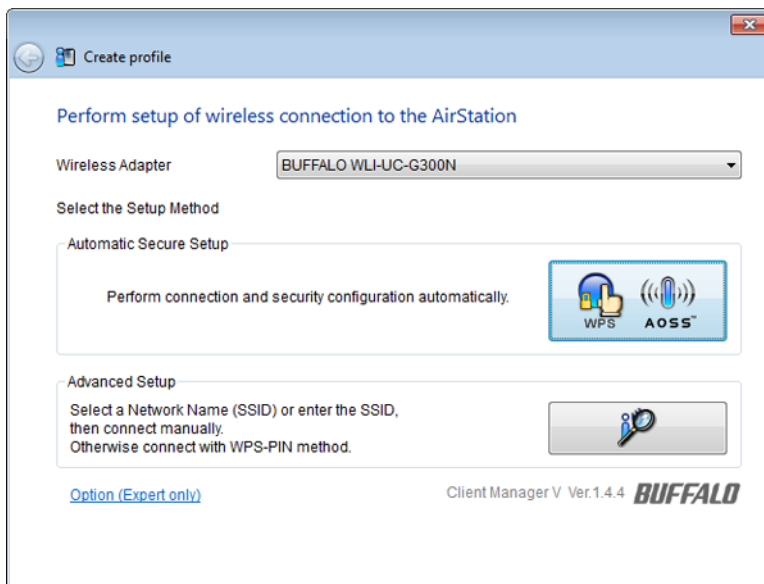 Create profile
Perform setup of wireless connection to the AirStation
Wireless Adapter BUFFALO WLI-UC-G300N
Select the Setup Method
Automatic Secure Setup
Perform connection and security configuration automatically.
WPS AOSS™
Advanced Setup
Select a Network Name (SSID) or enter the SSID,
then connect manually.
Otherwise connect with WPS-PIN method.
Option (Expert only) Client Manager V Ver.1.4.4 BUFFALO